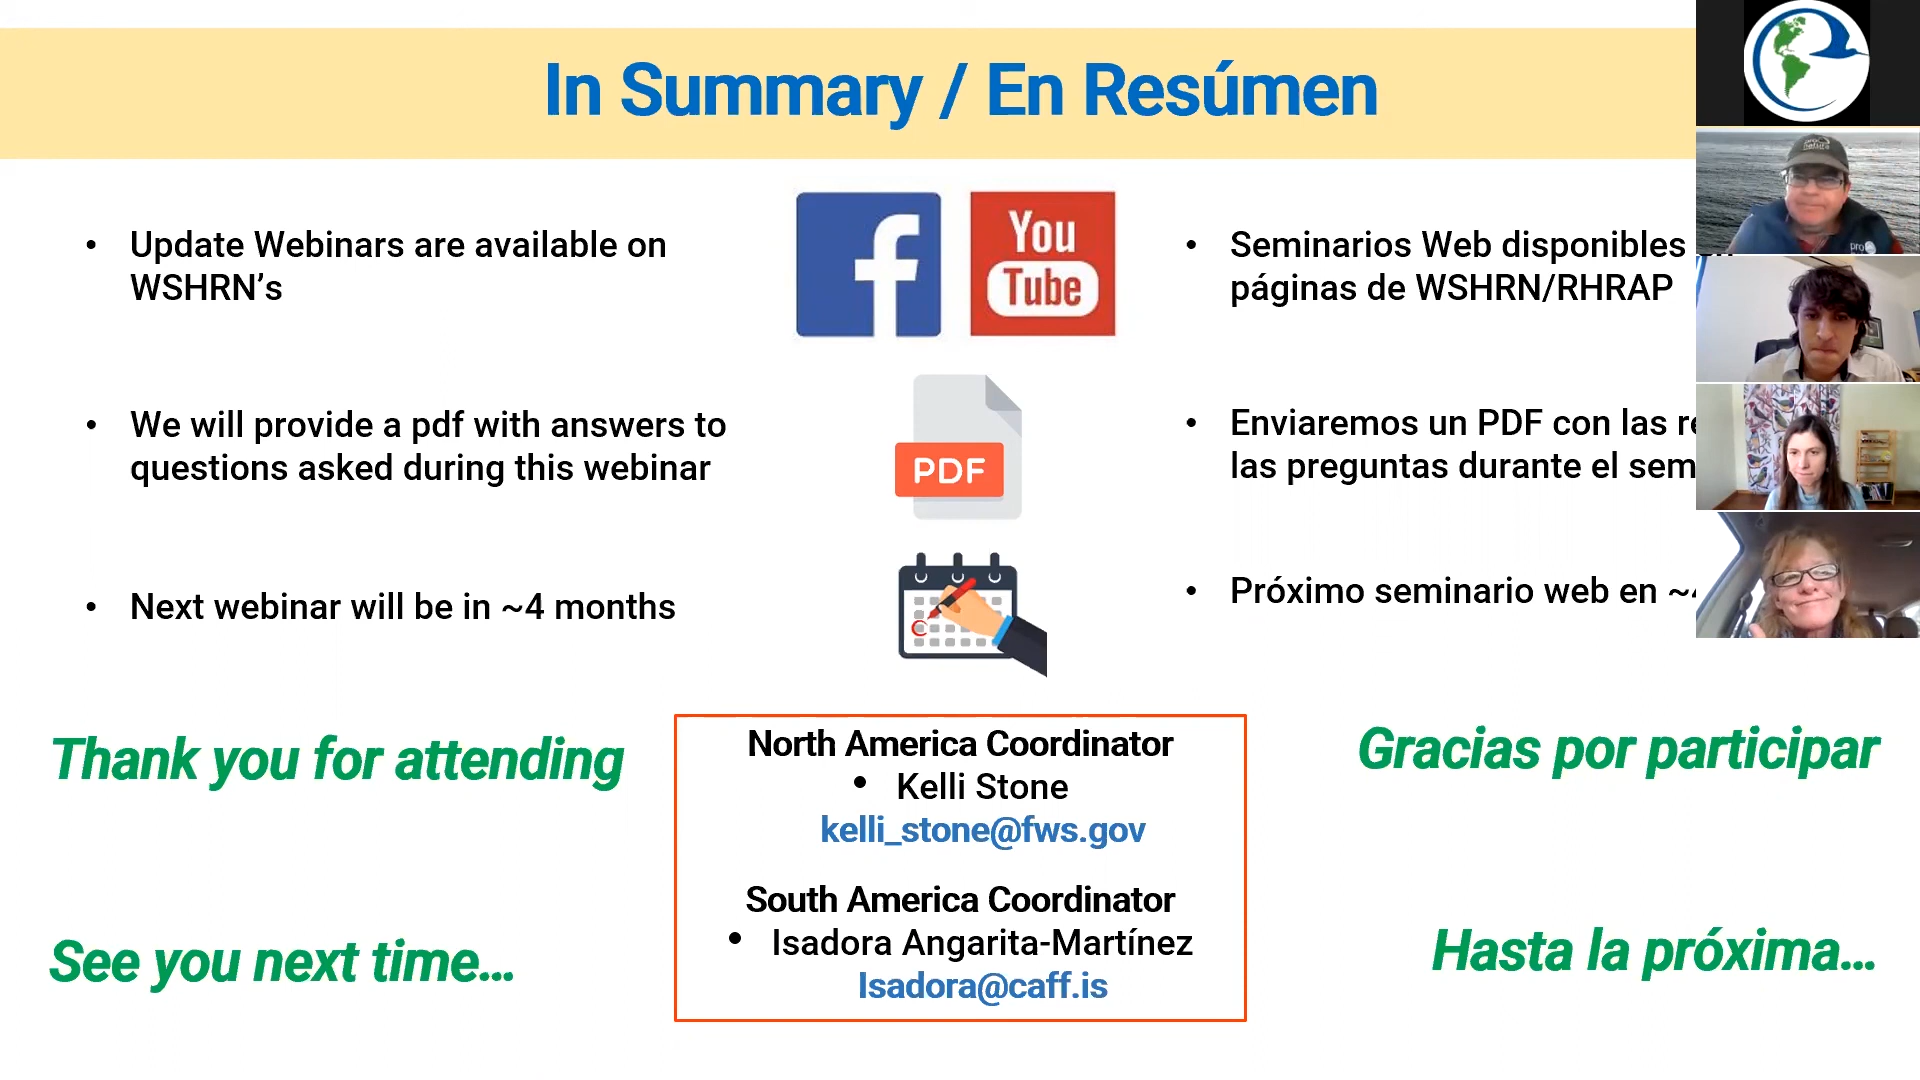 In Summary / En Resúmen
• Update Webinars are available on
WSHRN's
You
Tube
• Seminarios Web disponibles en
páginas de WSHRN/RHRAP
• We will provide a pdf with answers to
questions asked during this webinar
PDF
• Enviaremos un PDF con las
las preguntas durante el
• Next webinar will be in ~4 months
• Próximo seminario web en
Thank you for attending
See you next time...
North America Coordinator
• Kelli Stone
kelli_stone@fws.gov
South America Coordinator
• Isadora Angarita-Martínez
Isadora@caff.is
Gracias por participar
Hasta la próxima...